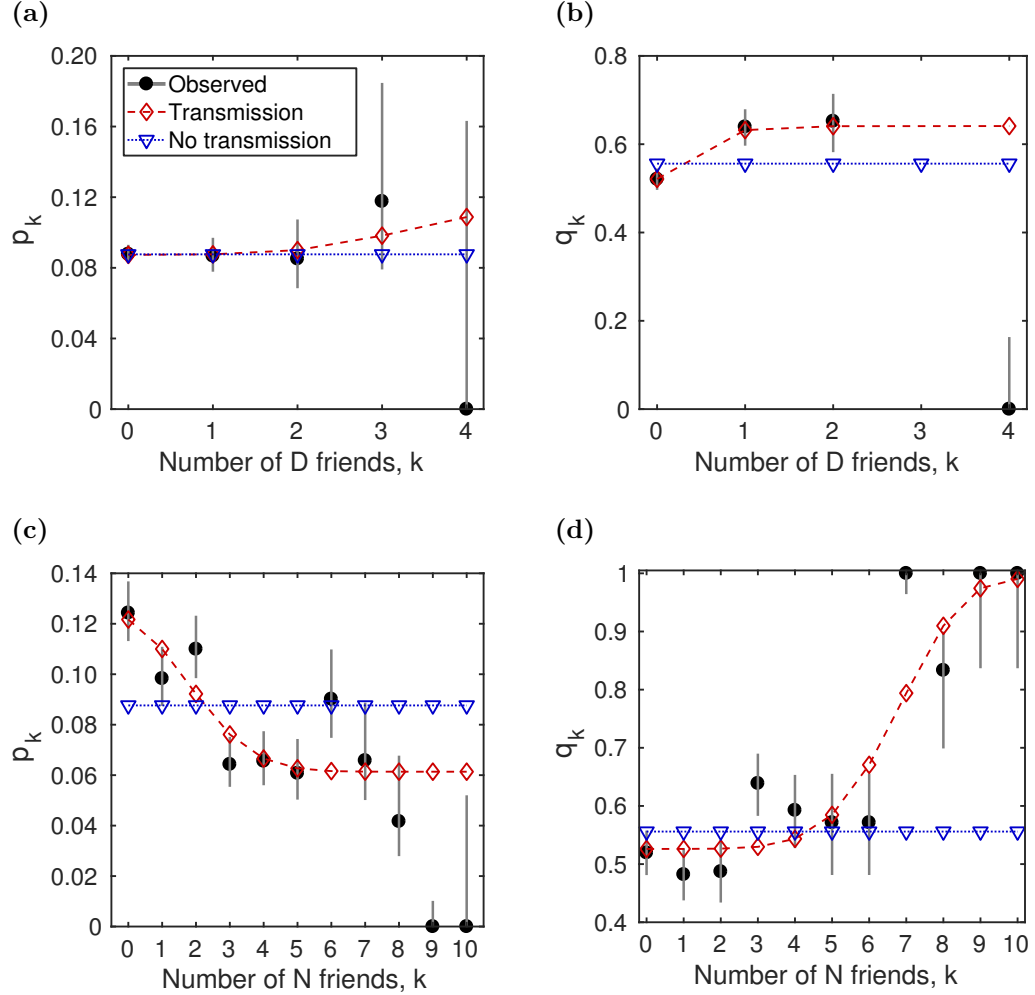 (a)
0.20
0.16
0.12
0.08
0.04
0
p_k
Observed
Transmission
No transmission
0 1 2 3 4
Number of D friends, k
(b)
0.8
0.6
0.4
0.2
0
q_k
0 1 2 3 4
Number of D friends, k
(c)
0.14
0.12
0.10
0.08
0.06
0.04
0.02
0
p_k
0 1 2 3 4 5 6 7 8 9 10
Number of N friends, k
(d)
1
0.9
0.8
0.7
0.6
0.5
0.4
q_k
0 1 2 3 4 5 6 7 8 9 10
Number of N friends, k